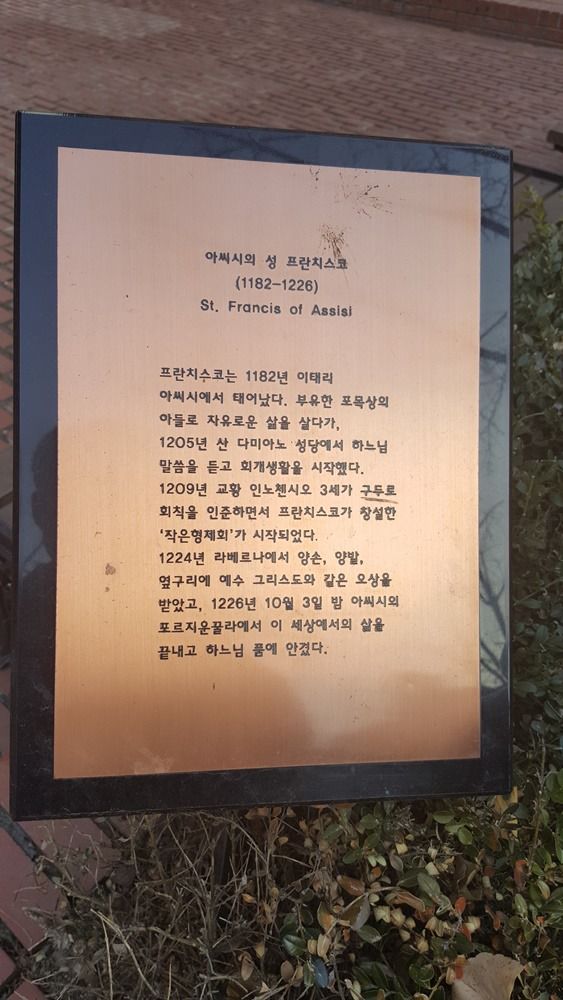 아씨시의 성 프란치스코
(1182-1226)
St. Francis of Assisi
프란치스코는 1182년 이태리
아씨시에서 태어났다. 부유한 포목상의
아들로 자유로운 삶을 살다가,
1205년 산 다미아노 성당에서 하느님
말씀을 듣고 회개생활을 시작했다.
1209년 교황 인노첸시오 3세가 구두로
회칙을 인준하면서 프란치스코가 창설한
'작은형제회'가 시작되었다.
1224년 라베르나에서 양손, 양발,
옆구리에 예수 그리스도와 같은 오상을
받았고, 1226년 10월 3일 밤 아씨시의
포르지운꿀라에서 이 세상에서의 삶을
끝내고 하느님 품에 안겼다.